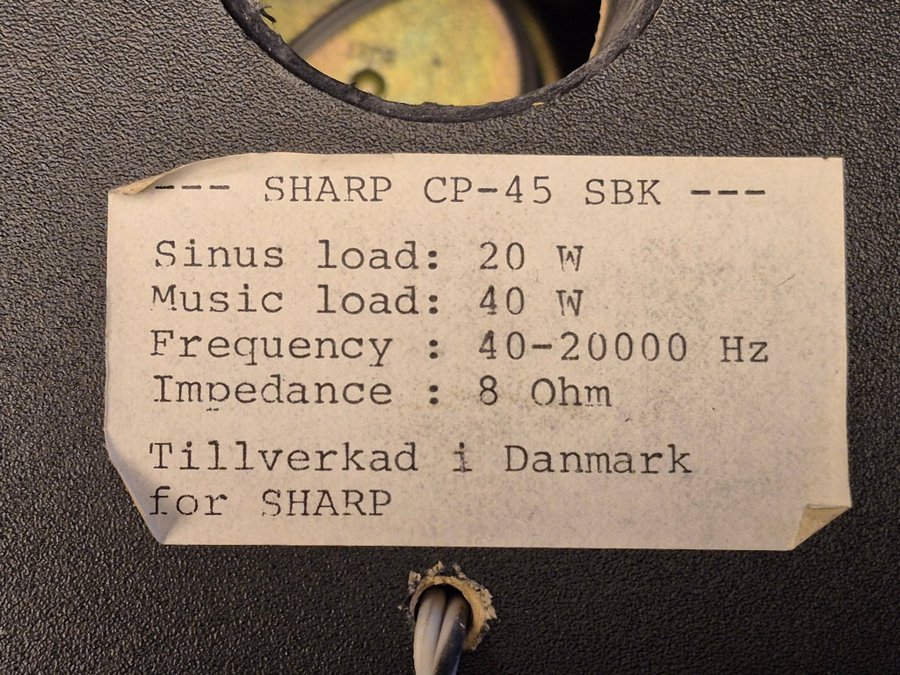 --- SHARP CP-45 SBK ---
Sinus load: 20 W
Music load: 40 W
Frequency : 40-20000 Hz
Impedance : 8 Ohm
Tillverkad i Danmark
for SHARP